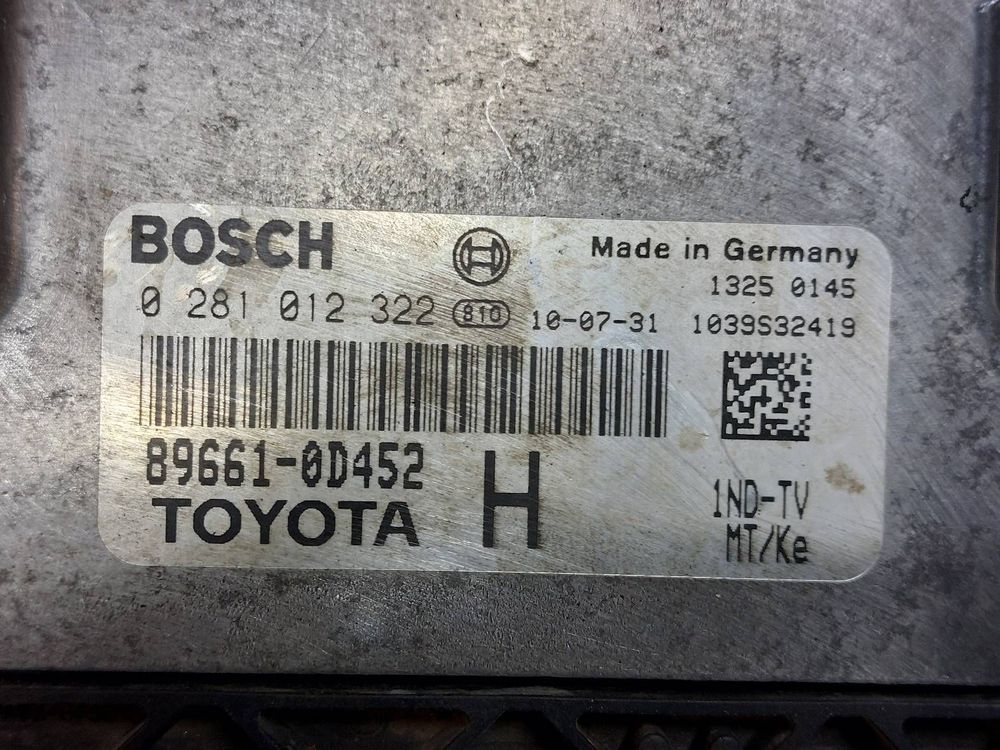 BOSCH
Made in Germany
1325 0145
0 281 012 322 810 10-07-31 1039S32419
89661-0D452
TOYOTA H
1ND-TV
MT/Ke